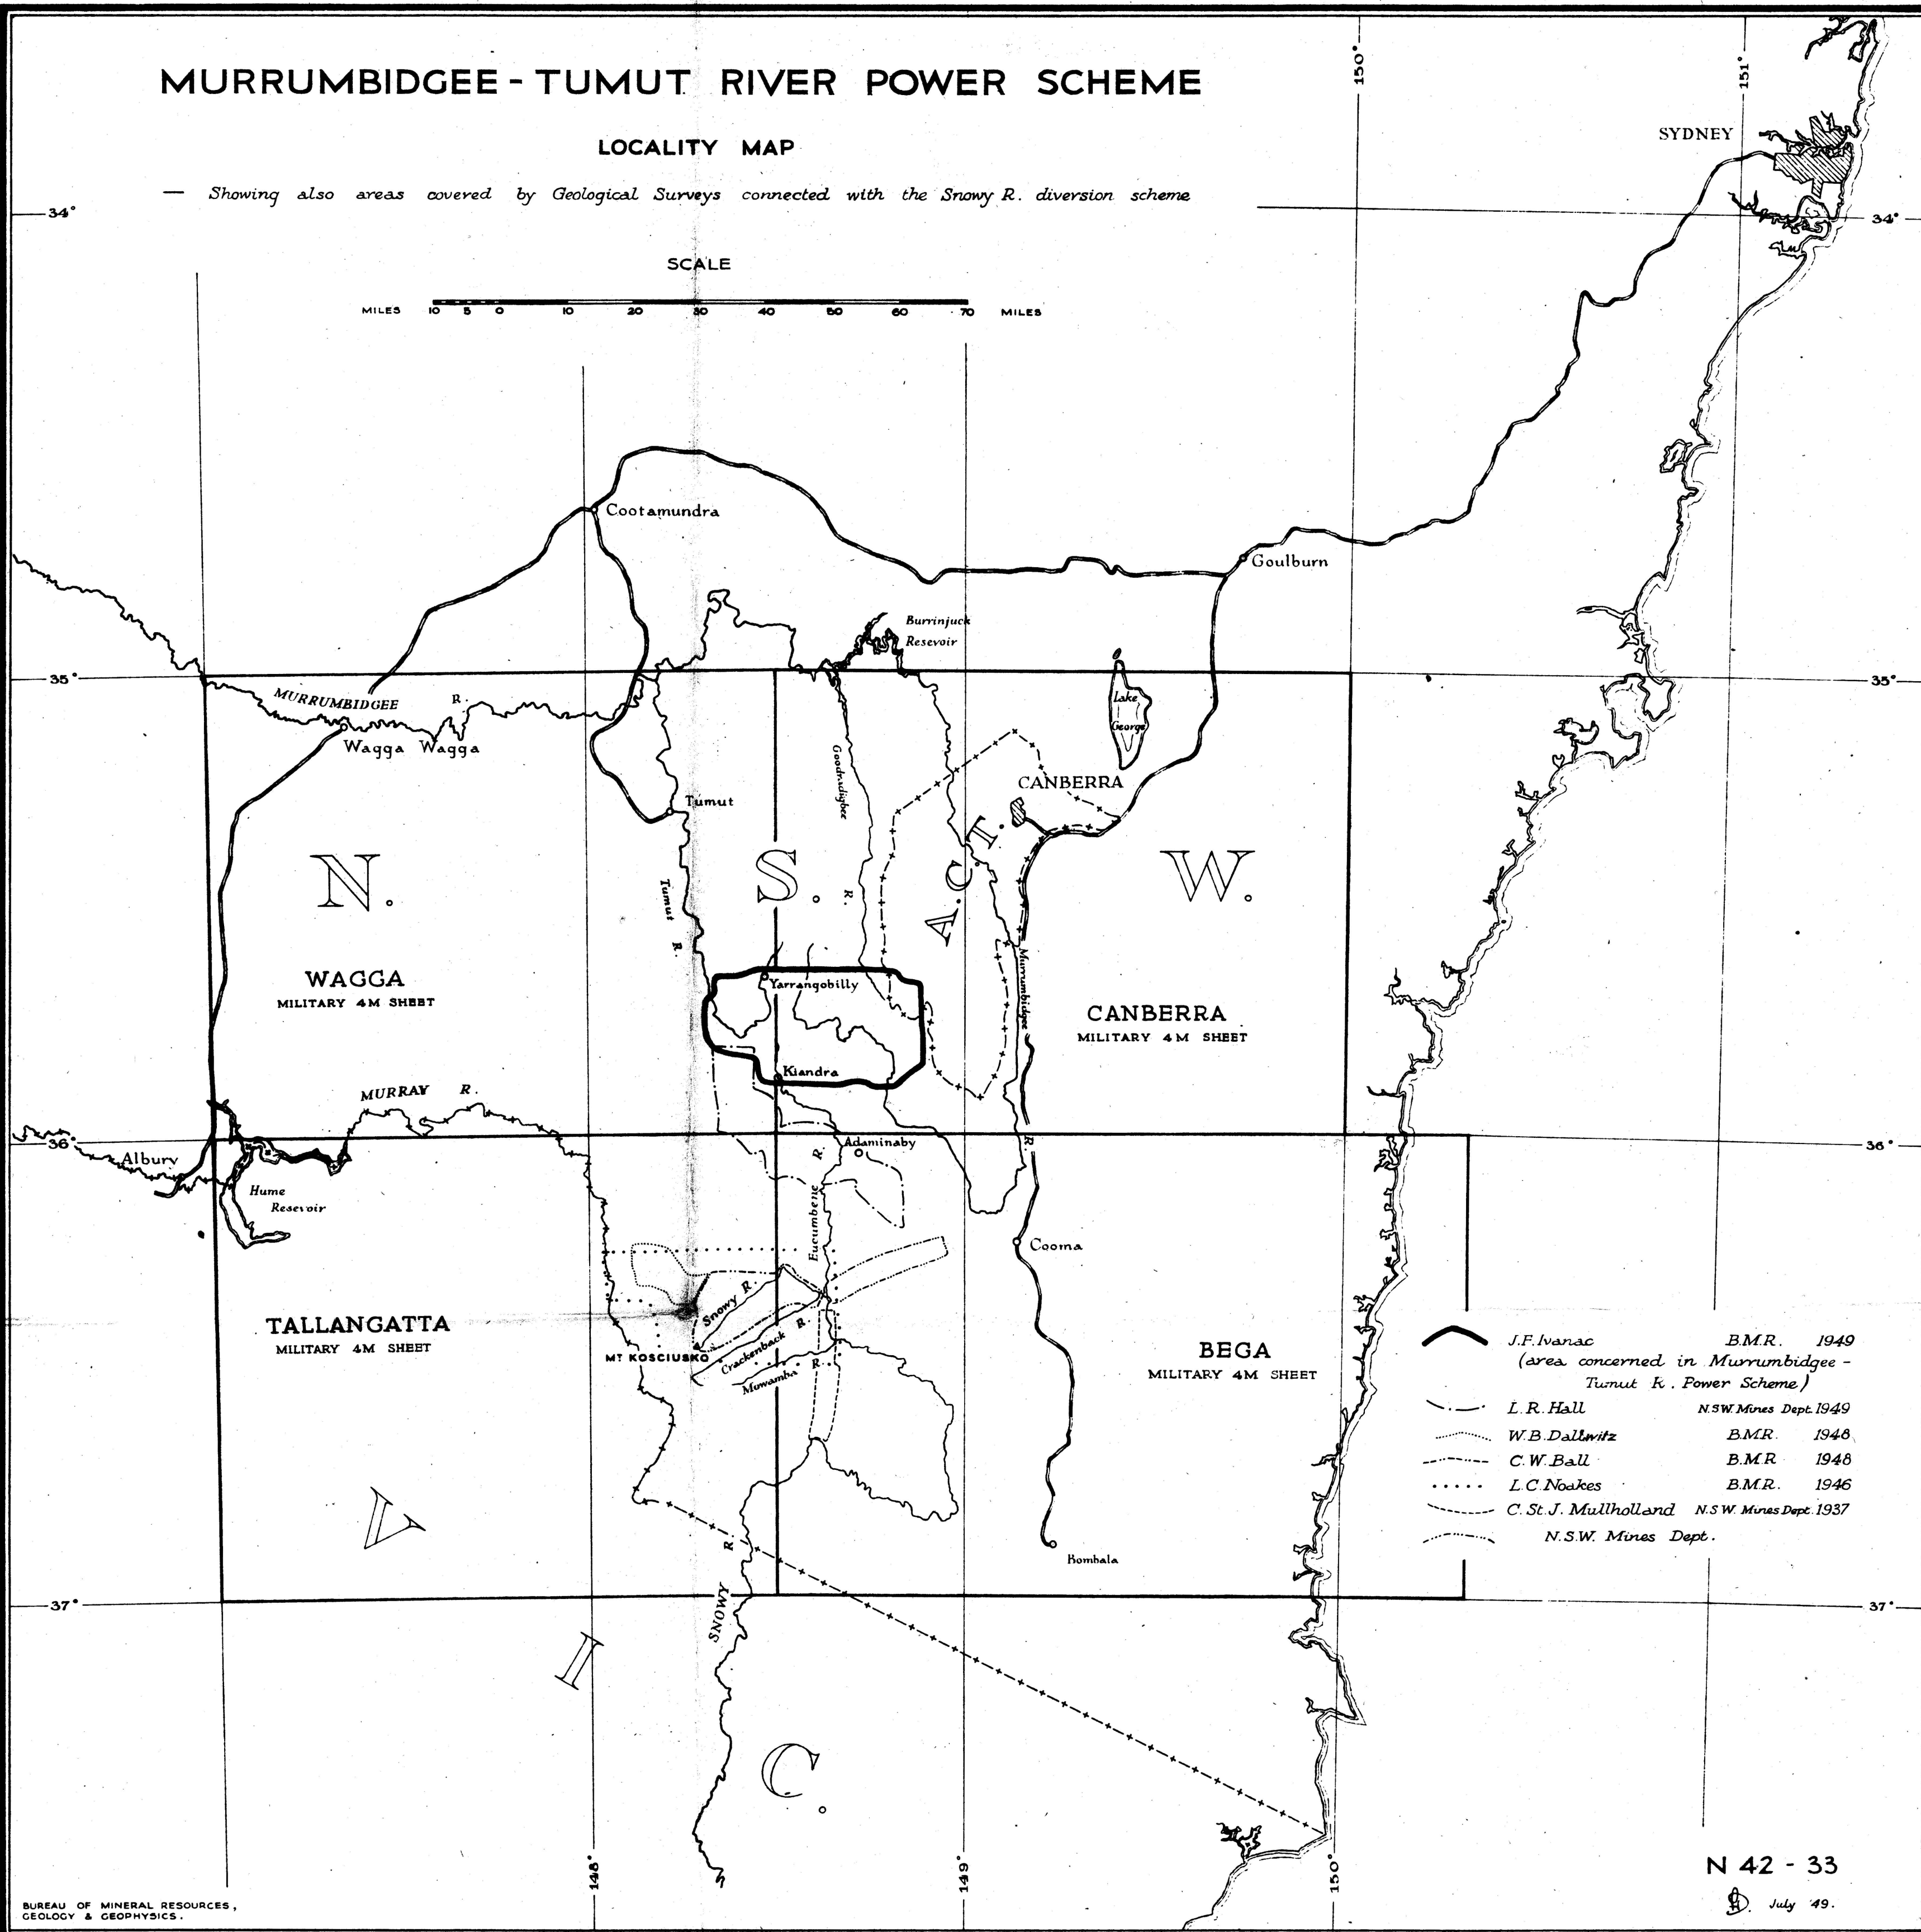 MURRUMBIDGEE - TUMUT RIVER POWER SCHEME
LOCALITY MAP
— Showing also areas covered by Geological Surveys connected with the Snowy R. diversion scheme
SCALE
MILES 10 5 0 10 20 30 40 50 60 70 MILES
150°
151°
SYDNEY
34°
34°
Cootamundra
Goulburn
Burrinjuck
Resevoir
35°
35°
MURRUMBIDGEE R.
Wagga Wagga
Lake
George
Goodradigbee R.
CANBERRA
Tumut
N. S. W.
A.C.T.
Tumut R.
WAGGA
MILITARY 4M SHEET
Yarrangobilly
Murrumbidgee R.
CANBERRA
MILITARY 4M SHEET
Kiandra
MURRAY R.
36°
36°
Albury
Adaminaby
Hume
Resevoir
Eucumbene R.
Cooma
TALLANGATTA
MILITARY 4M SHEET
Snowy R.
MT KOSCIUSKO
Crackenback R.
Mowamba R.
BEGA
MILITARY 4M SHEET
J.F. Ivanac B.M.R. 1949
(area concerned in Murrumbidgee -
Tumut R. Power Scheme)
L.R. Hall N.S.W. Mines Dept. 1949
W.B. Dallwitz B.M.R. 1948
C.W. Ball B.M.R 1948
L.C. Noakes B.M.R. 1946
C. St. J. Mullholland N.S.W. Mines Dept. 1937
N.S.W. Mines Dept.
Bombala
SNOWY R.
37°
37°
V I C.
148°
149°
150°
N 42 - 33
July '49.
BUREAU OF MINERAL RESOURCES,
GEOLOGY & GEOPHYSICS.